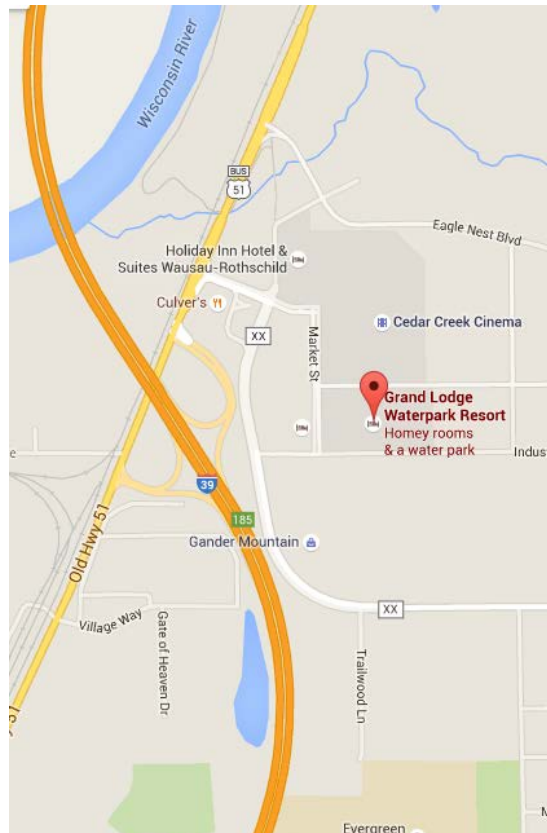 Wisconsin River
BUS
51
Eagle Nest Blvd
Holiday Inn Hotel &
Suites Wausau-Rothschild
Culver's
Cedar Creek Cinema
XX
Market St
Grand Lodge
Waterpark Resort
Homey rooms
& a water park
e
Indus
39
185
Old Hwy 51
Gander Mountain
XX
Village Way
Gate of Heaven Dr
Trailwood Ln
y 51
M
Evergreen